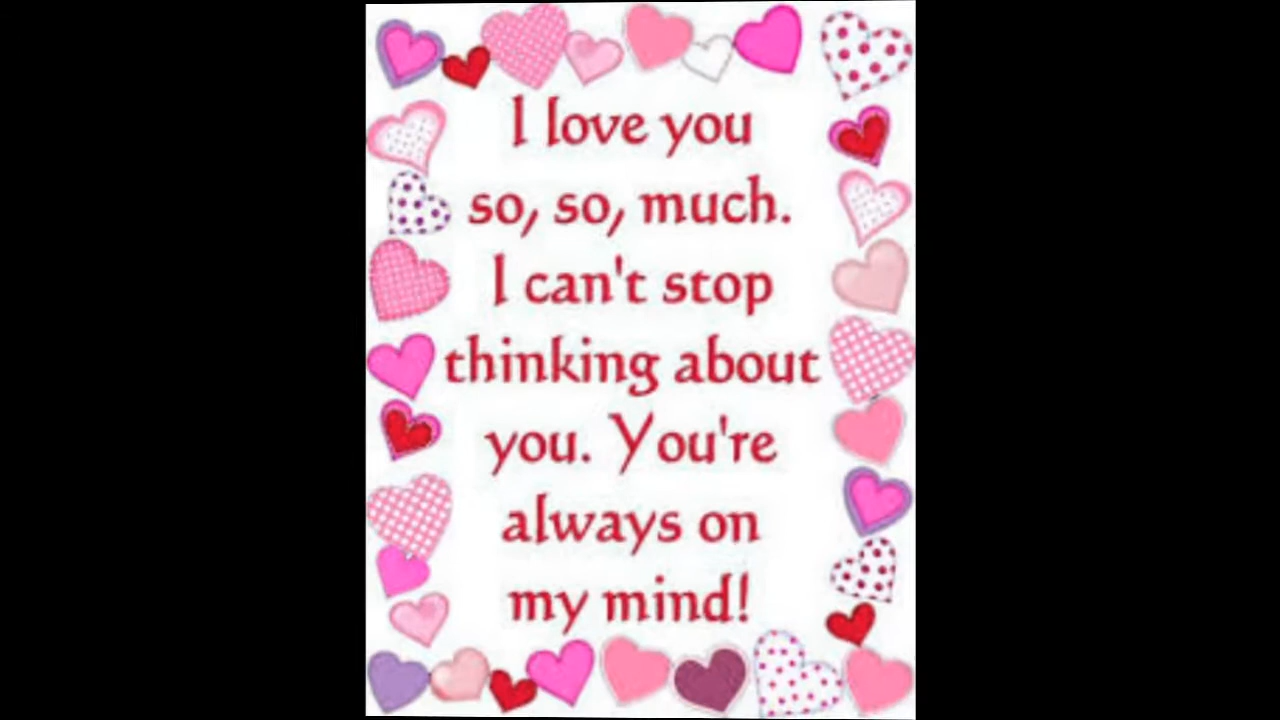 I love you
so, so, much.
I can't stop
thinking about
you. You're
always on
my mind!